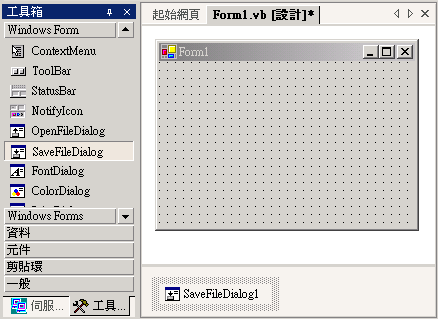 工具箱
Windows Form
ContextMenu
ToolBar
StatusBar
NotifyIcon
OpenFileDialog
SaveFileDialog
FontDialog
ColorDialog
Windows Forms
資料
元件
剪貼環
一般
伺服...
工具...
起始網頁
Form1.vb [設計]*
Form1
SaveFileDialog1